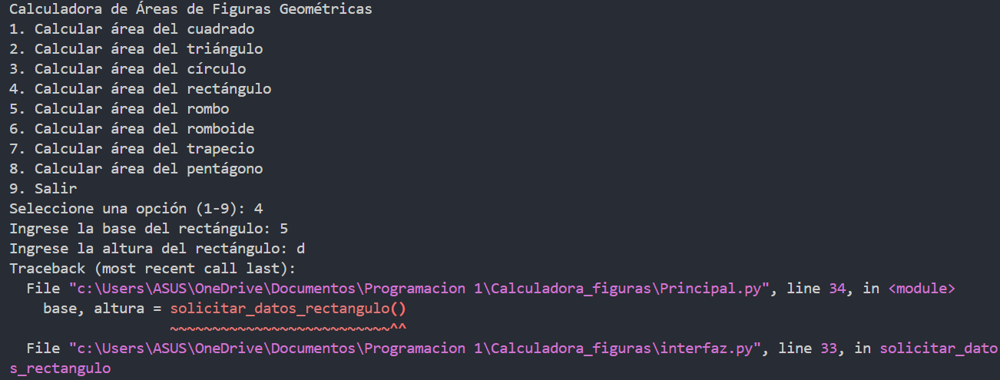 Calculadora de Áreas de Figuras Geométricas
1. Calcular área del cuadrado
2. Calcular área del triángulo
3. Calcular área del círculo
4. Calcular área del rectángulo
5. Calcular área del rombo
6. Calcular área del romboide
7. Calcular área del trapecio
8. Calcular área del pentágono
9. Salir
Seleccione una opción (1-9): 4
Ingrese la base del rectángulo: 5
Ingrese la altura del rectángulo: d
Traceback (most recent call last):
  File "c:\Users\ASUS\OneDrive\Documentos\Programacion 1\Calculadora_figuras\Principal.py", line 34, in <module>
    base, altura = solicitar_datos_rectangulo()
                   ~~~~~~~~~~~~~~~~~~~~~~~~~~^^
  File "c:\Users\ASUS\OneDrive\Documentos\Programacion 1\Calculadora_figuras\interfaz.py", line 33, in solicitar_dato
s_rectangulo